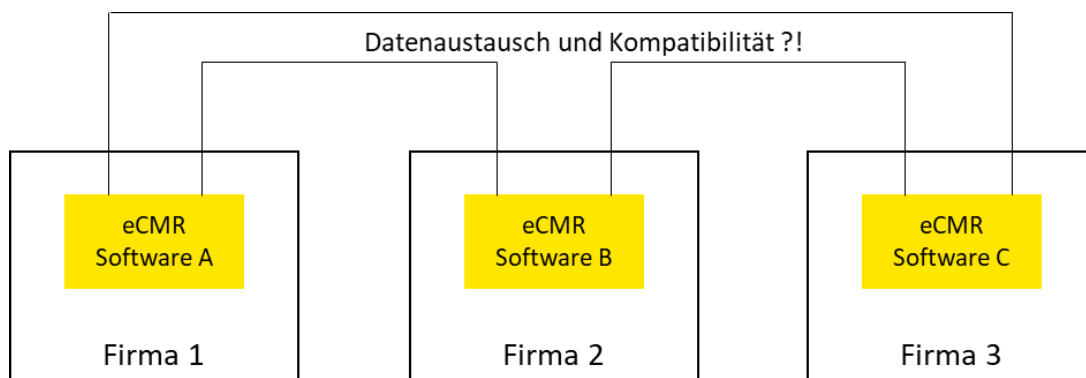 Datenaustausch und Kompatibilität ?!
eCMR
Software A
Firma 1
eCMR
Software B
Firma 2
eCMR
Software C
Firma 3